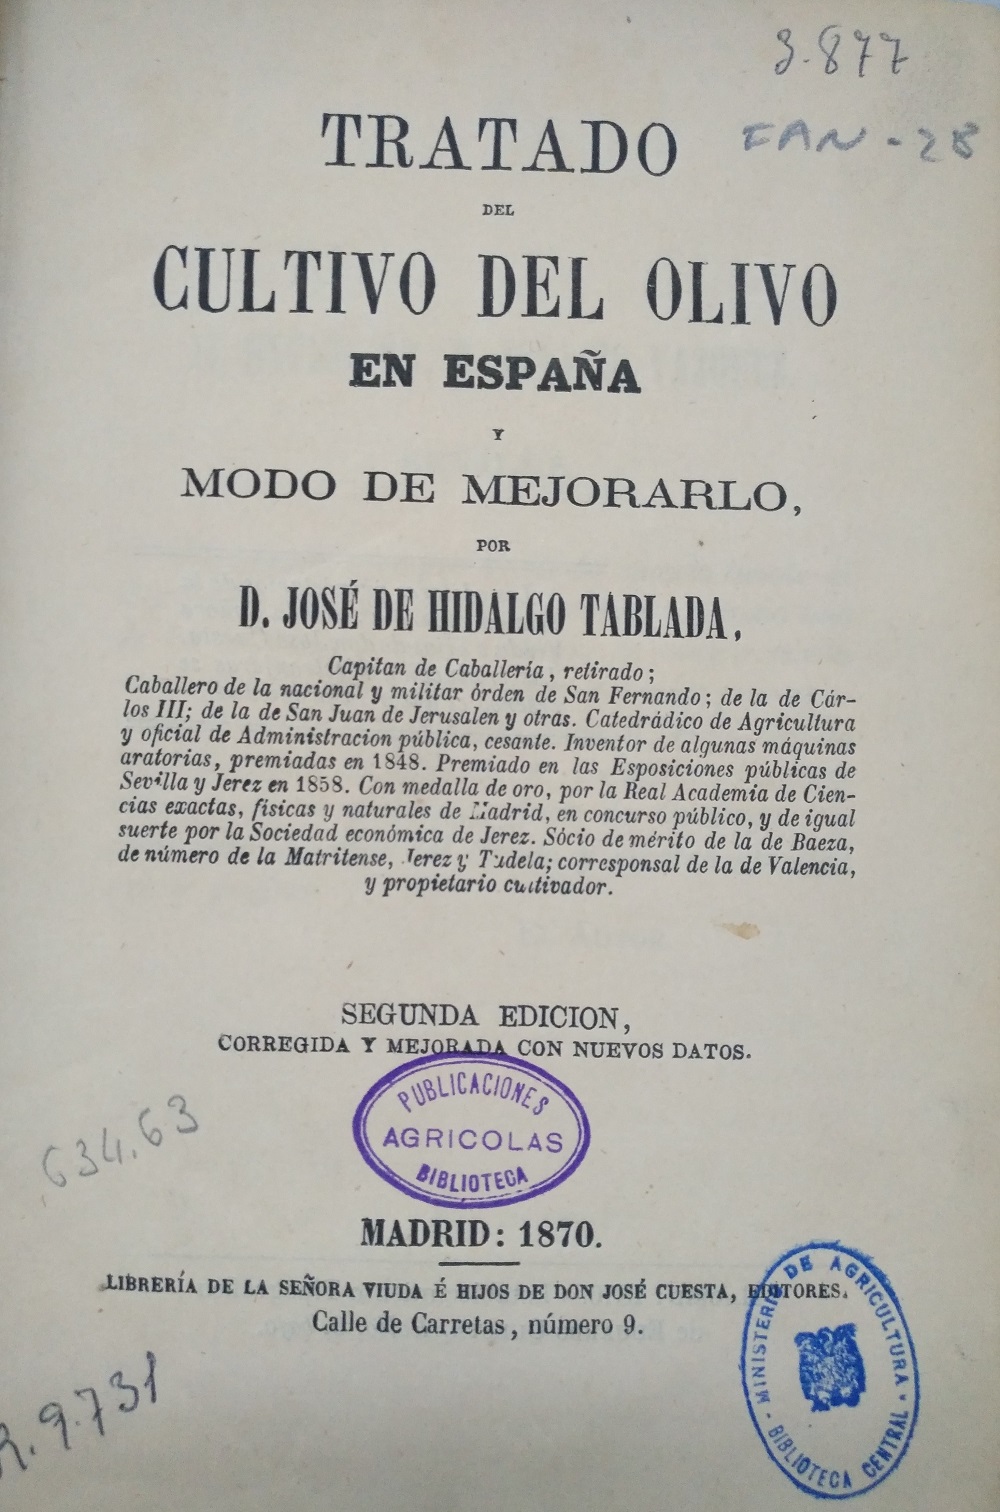 3.877
FAN-28
TRATADO
DEL
CULTIVO DEL OLIVO
EN ESPAÑA
Y
MODO DE MEJORARLO,
POR
D. JOSÉ DE HIDALGO TABLADA,
Capitan de Caballería, retirado;
Caballero de la nacional y militar órden de San Fernando; de la de Cár-
los III; de la de San Juan de Jerusalen y otras. Catedrádico de Agricultura
y oficial de Administracion pública, cesante. Inventor de algunas máquinas
aratorias, premiadas en 1848. Premiado en las Esposiciones públicas de
Sevilla y Jerez en 1858. Con medalla de oro, por la Real Academia de Cien-
cias exactas, físicas y naturales de Madrid, en concurso público, y de igual
suerte por la Sociedad económica de Jerez. Sócio de mérito de la de Baeza,
de número de la Matritense, Jerez y Tudela; corresponsal de la de Valencia,
y propietario cultivador.
SEGUNDA EDICION,
CORREGIDA Y MEJORADA CON NUEVOS DATOS.
PUBLICACIONES
AGRICOLAS
BIBLIOTECA
634.63
MADRID: 1870.
LIBRERÍA DE LA SEÑORA VIUDA É HIJOS DE DON JOSÉ CUESTA, EDITORES.
Calle de Carretas, número 9.
MINISTERIO DE AGRICULTURA
BIBLIOTECA CENTRAL
R. 9.731